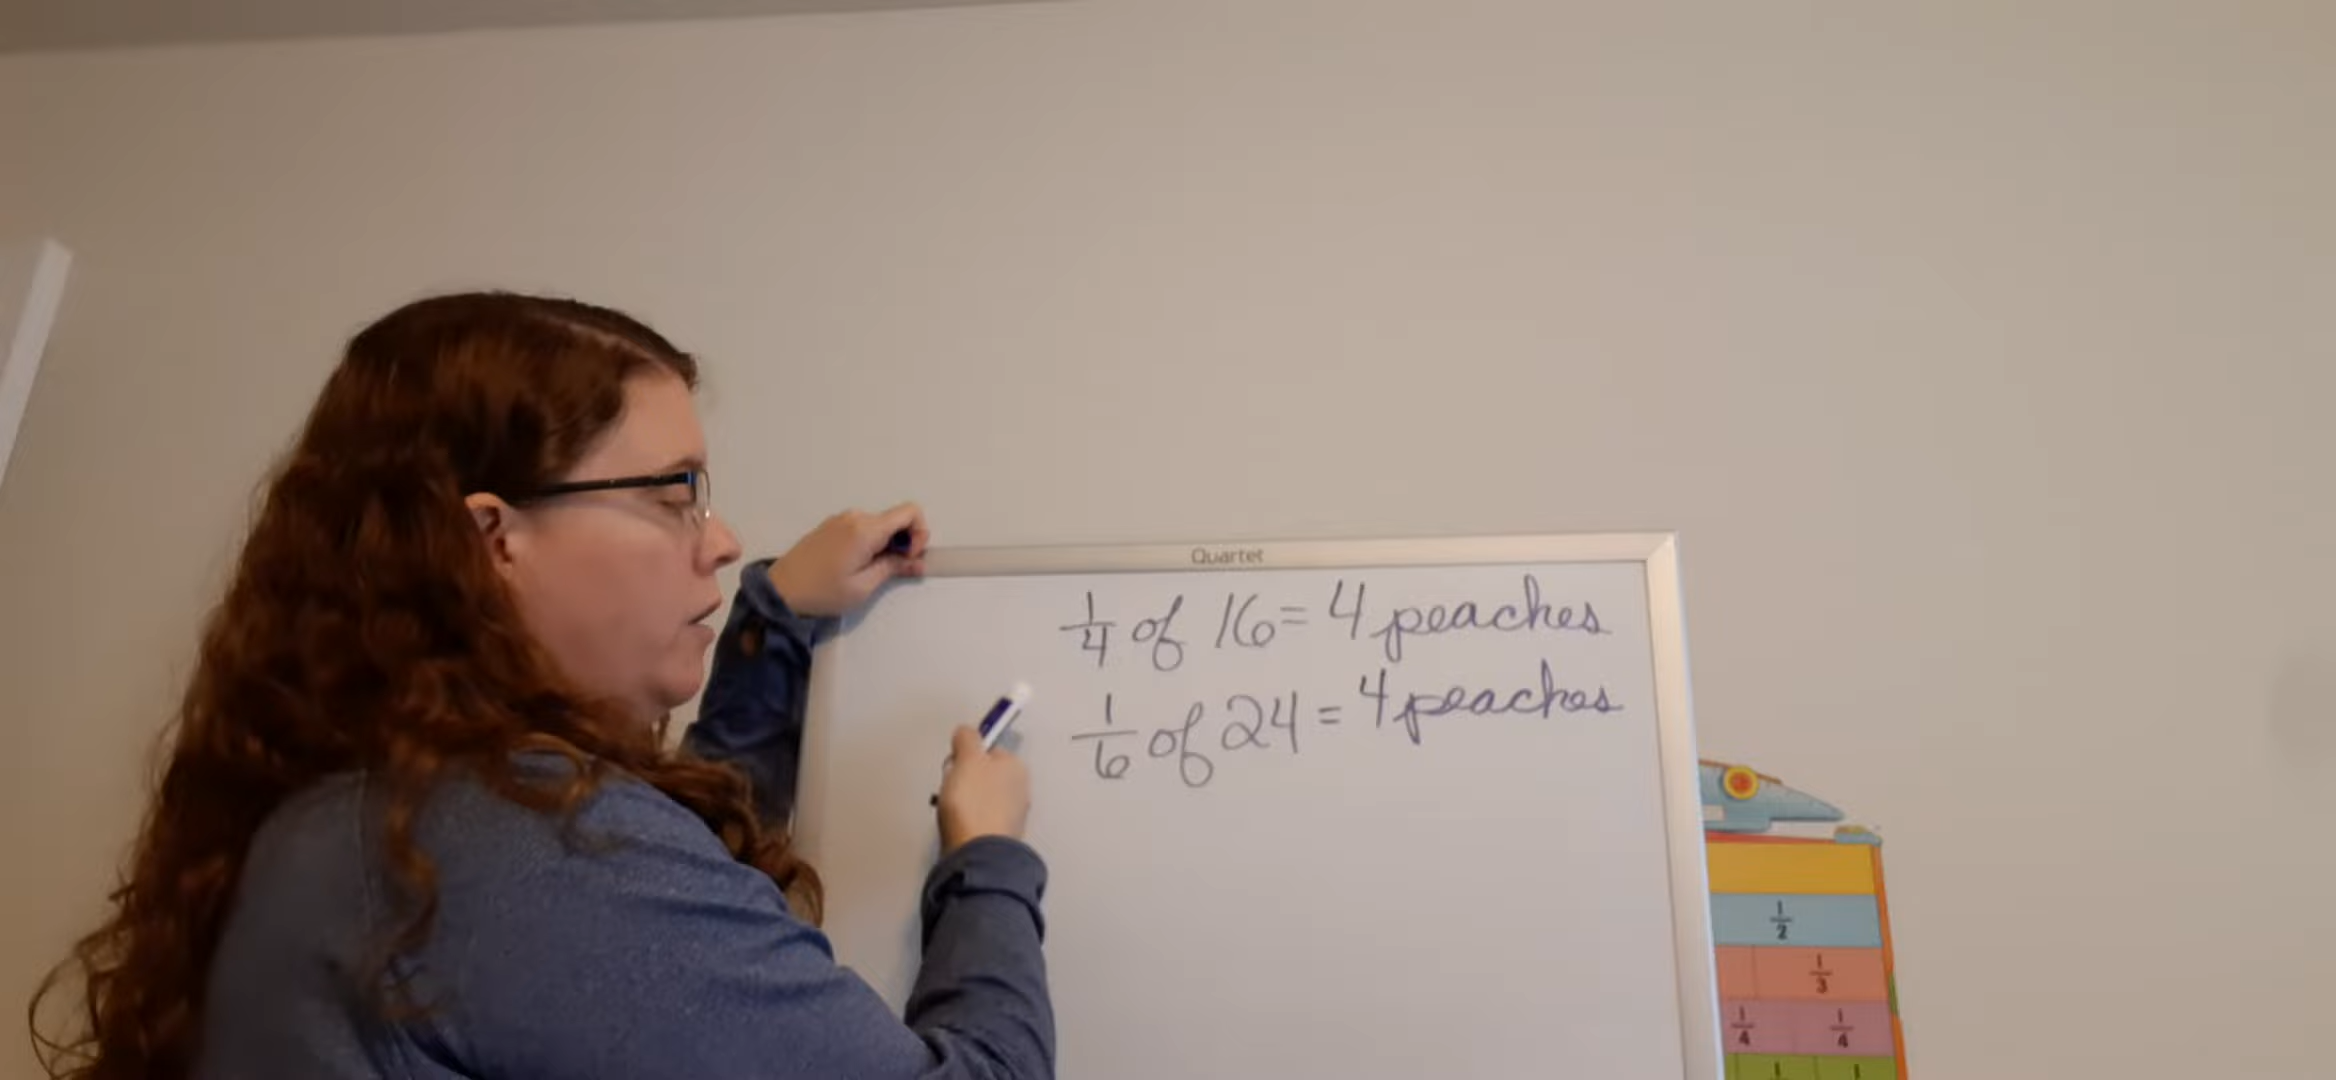 Quartet
1/4 of 16 = 4 peaches
1/6 of 24 = 4 peaches
1/2
1/3
1/4 1/4